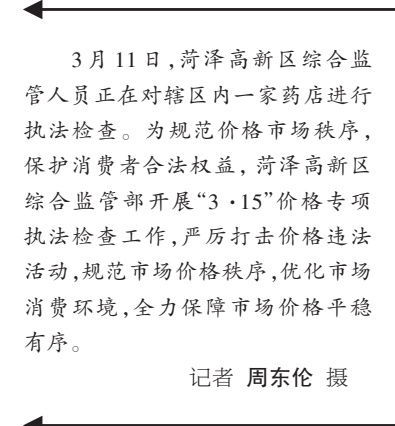 3月11日,菏泽高新区综合监
管人员正在对辖区内一家药店进行
执法检查。为规范价格市场秩序,
保护消费者合法权益,菏泽高新区
综合监管部开展“3·15”价格专项
执法检查工作,严厉打击价格违法
活动,规范市场价格秩序,优化市场
消费环境,全力保障市场价格平稳
有序。
记者 周东伦 摄